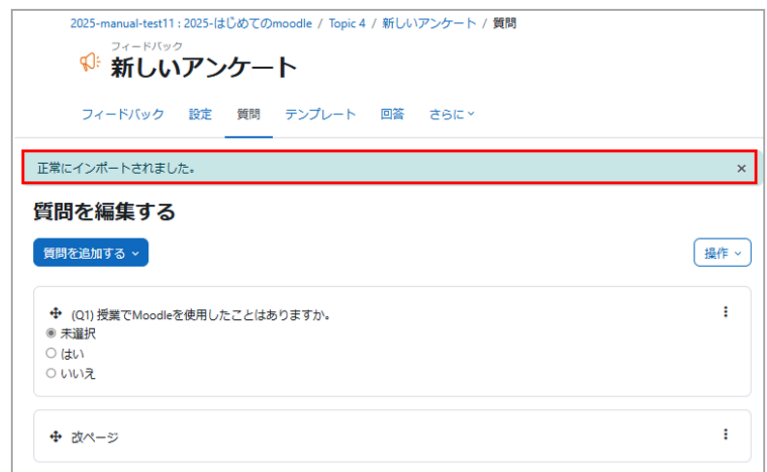 2025-manual-test11 : 2025-はじめてのmoodle / Topic 4 / 新しいアンケート / 質問
フィードバック
新しいアンケート
フィードバック 設定 質問 テンプレート 回答 さらに
正常にインポートされました。 ×
質問を編集する
質問を追加する 操作
(Q1) 授業でMoodleを使用したことはありますか。
未選択
はい
いいえ
改ページ